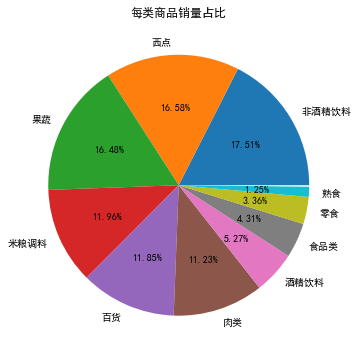 每类商品销量占比
西点
16.58%
非酒精饮料
17.51%
果蔬
16.48%
米粮调料
11.96%
百货
11.85%
肉类
11.23%
酒精饮料
5.27%
食品类
4.31%
零食
3.36%
熟食
1.25%